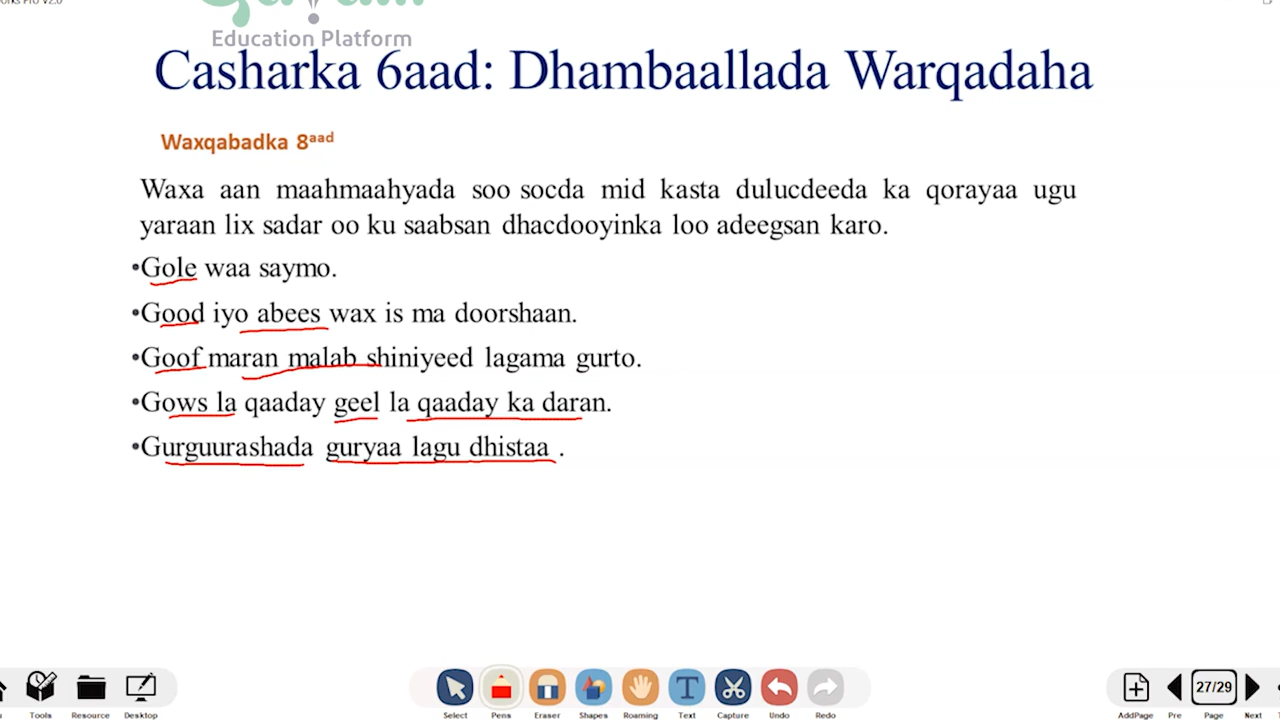 Education Platform
Casharka 6aad: Dhambaallada Warqadaha
Waxqabadka 8aad
Waxa aan maahmaahyada soo socda mid kasta dulucdeeda ka qorayaa ugu
yaraan lix sadar oo ku saabsan dhacdooyinka loo adeegsan karo.
•Gole waa saymo.
•Good iyo abees wax is ma doorshaan.
•Goof maran malab shiniyeed lagama gurto.
•Gows la qaaday geel la qaaday ka daran.
•Gurguurashada guryaa lagu dhistaa .
Tools Resource Desktop Select Pens Eraser Shapes Roaming Text Capture Undo Redo AddPage Pre 27/29 Page Next